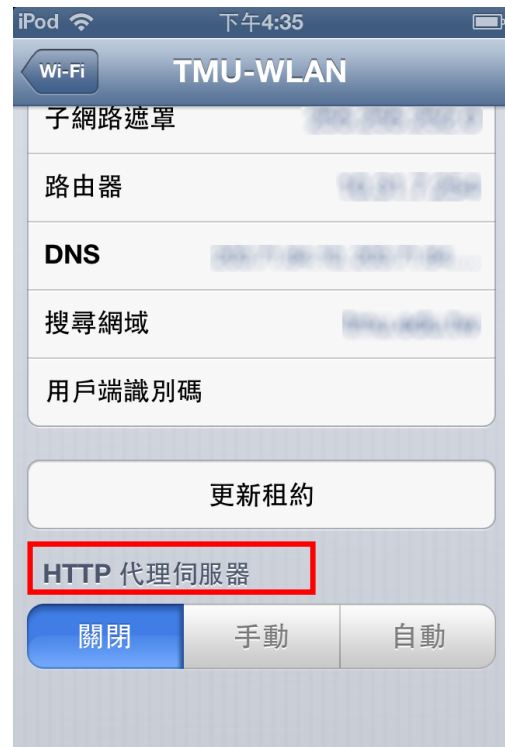 iPod 下午4:35
Wi-Fi TMU-WLAN
子網路遮罩
路由器
DNS
搜尋網域
用戶端識別碼
更新租約
HTTP 代理伺服器
關閉 手動 自動